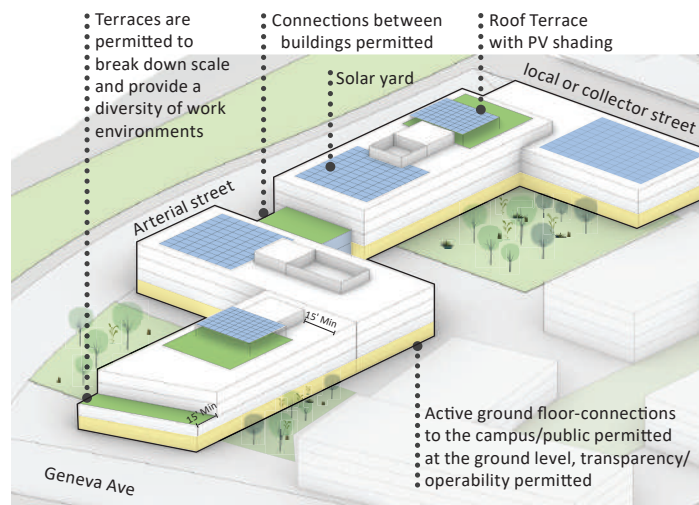 Terraces are
permitted to
break down scale
and provide a
diversity of work
environments
Connections between
buildings permitted
Solar yard
Roof Terrace
with PV shading
local or collector street
Arterial street
15' Min
15' Min
Active ground floor-connections
to the campus/public permitted
at the ground level, transparency/
operability permitted
Geneva Ave